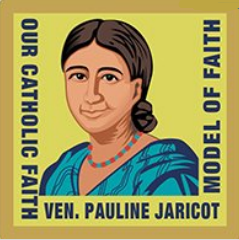 OUR CATHOLIC FAITH
MODEL OF FAITH
VEN. PAULINE JARICOT